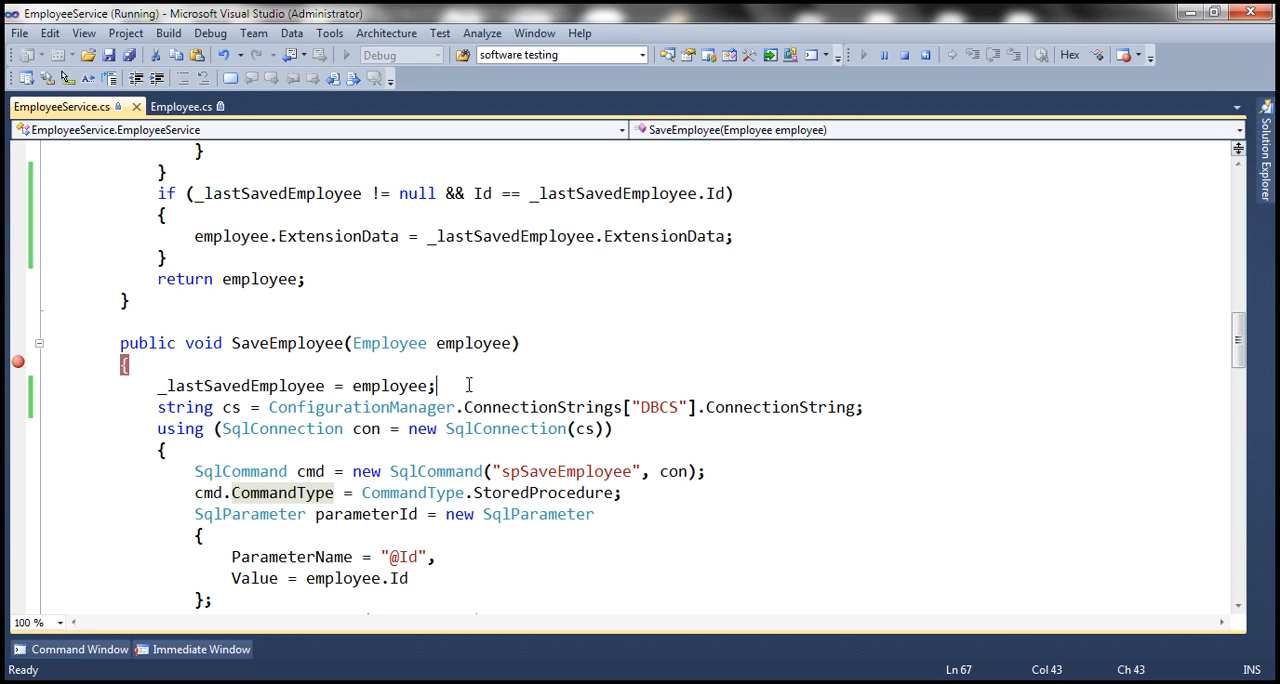 EmployeeService (Running) - Microsoft Visual Studio (Administrator)
File Edit View Project Build Debug Team Data Tools Architecture Test Analyze Window Help
Debug software testing Hex
EmployeeService.cs Employee.cs
EmployeeService.EmployeeService SaveEmployee(Employee employee)
}
}
if (_lastSavedEmployee != null && Id == _lastSavedEmployee.Id)
{
employee.ExtensionData = _lastSavedEmployee.ExtensionData;
}
return employee;
}
public void SaveEmployee(Employee employee)
{
_lastSavedEmployee = employee;
string cs = ConfigurationManager.ConnectionStrings["DBCS"].ConnectionString;
using (SqlConnection con = new SqlConnection(cs))
{
SqlCommand cmd = new SqlCommand("spSaveEmployee", con);
cmd.CommandType = CommandType.StoredProcedure;
SqlParameter parameterId = new SqlParameter
{
ParameterName = "@Id",
Value = employee.Id
};
100 %
Command Window Immediate Window
Ready Ln 67 Col 43 Ch 43 INS
Solution Explorer